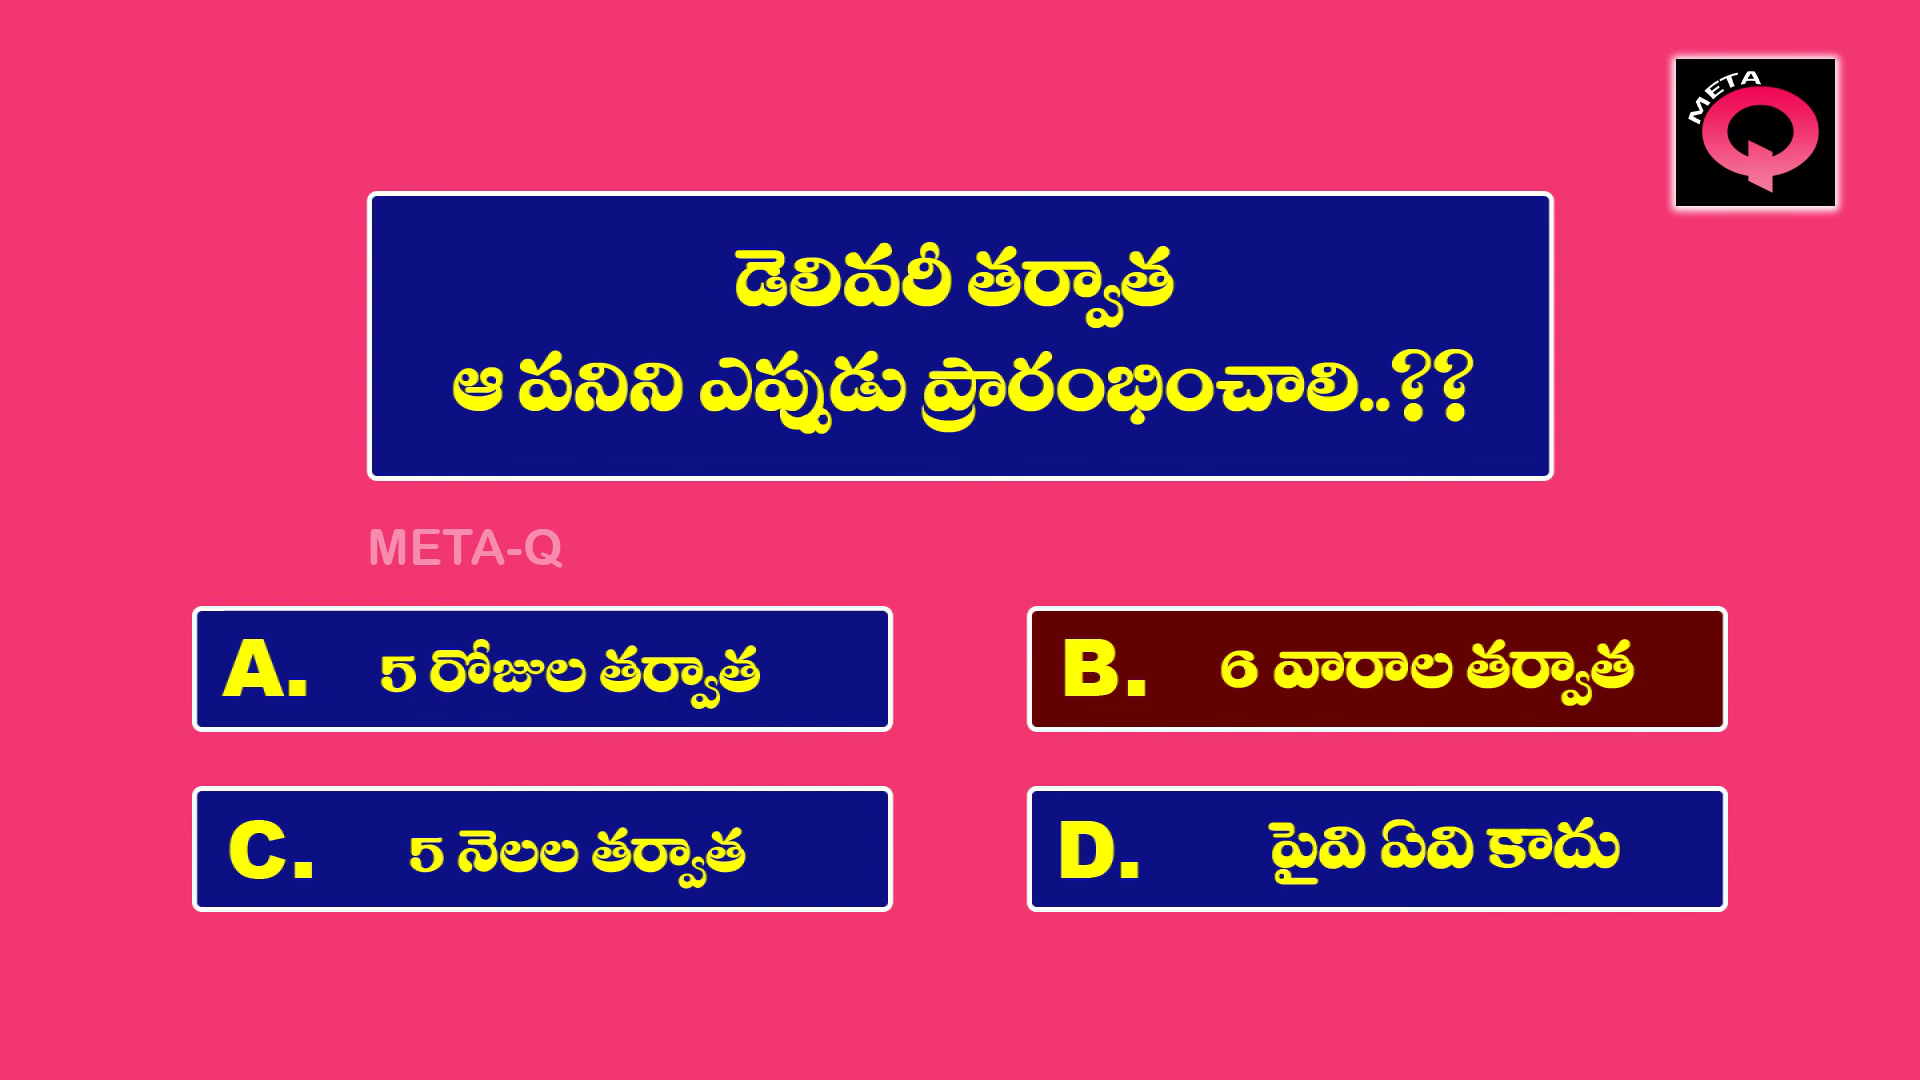 META
Q
డెలివరీ తర్వాత
ఆ పనిని ఎప్పుడు ప్రారంభించాలి..??
META-Q
A. 5 రోజుల తర్వాత
B. 6 వారాల తర్వాత
C. 5 నెలల తర్వాత
D. పైవి ఏవి కాదు